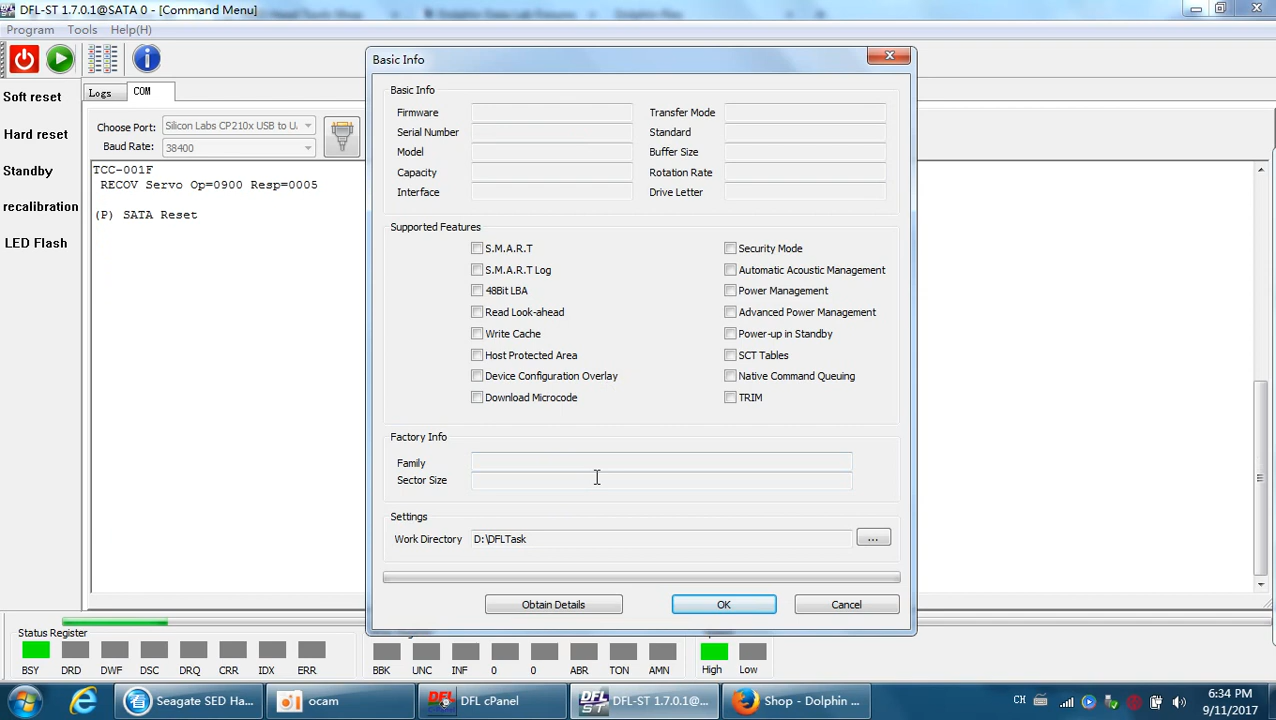 DFL-ST 1.7.0.1@SATA 0 - [Command Menu]
Program Tools Help(H)
Soft reset
Hard reset
Standby
recalibration
LED Flash
Logs COM
Choose Port: Silicon Labs CP210x USB to U
Baud Rate: 38400
TCC-001F
RECOV Servo Op=0900 Resp=0005
(P) SATA Reset
Basic Info
Basic Info
Firmware Transfer Mode
Serial Number Standard
Model Buffer Size
Capacity Rotation Rate
Interface Drive Letter
Supported Features
S.M.A.R.T Security Mode
S.M.A.R.T Log Automatic Acoustic Management
48Bit LBA Power Management
Read Look-ahead Advanced Power Management
Write Cache Power-up in Standby
Host Protected Area SCT Tables
Device Configuration Overlay Native Command Queuing
Download Microcode TRIM
Factory Info
Family
Sector Size
Settings
Work Directory D:\DFLTask ...
Obtain Details OK Cancel
Status Register
BSY DRD DWF DSC DRQ CRR IDX ERR
BBK UNC INF 0 0 ABR TON AMN
High Low
Seagate SED Ha... ocam DFL cPanel DFL-ST 1.7.0.1@... Shop - Dolphin ...
CH 6:34 PM
9/11/2017